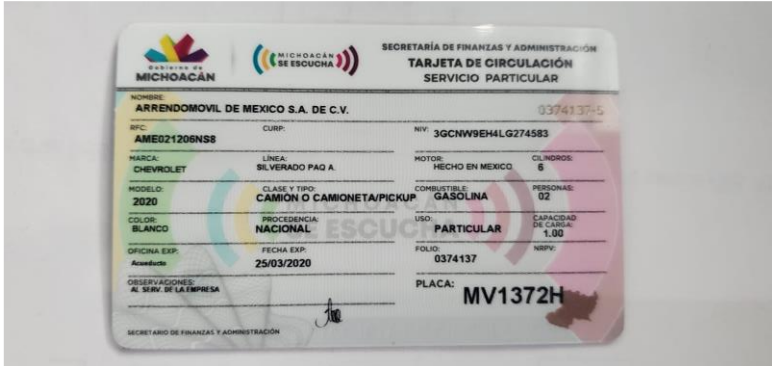 Gobierno de
MICHOACÁN
MICHOACÁN
SE ESCUCHA
SECRETARÍA DE FINANZAS Y ADMINISTRACIÓN
TARJETA DE CIRCULACIÓN
SERVICIO PARTICULAR
NOMBRE:
ARRENDOMOVIL DE MEXICO S.A. DE C.V. 0374137-5
RFC: CURP: NIV: 3GCNW9EH4LG274583
AME021206NS8
MARCA: LÍNEA: MOTOR: CILINDROS:
CHEVROLET SILVERADO PAQ A HECHO EN MEXICO 6
MODELO: CLASE Y TIPO: COMBUSTIBLE: PERSONAS:
2020 CAMIÓN O CAMIONETA/PICKUP GASOLINA 02
MICHOACÁN
SE ESCUCHA
COLOR: PROCEDENCIA: USO: CAPACIDAD DE CARGA:
BLANCO NACIONAL PARTICULAR 1.00
OFICINA EXP: FECHA EXP: FOLIO: NRPV:
Acueducto 25/03/2020 0374137
OBSERVACIONES: PLACA:
AL SERV. DE LA EMPRESA MV1372H
SECRETARIO DE FINANZAS Y ADMINISTRACIÓN